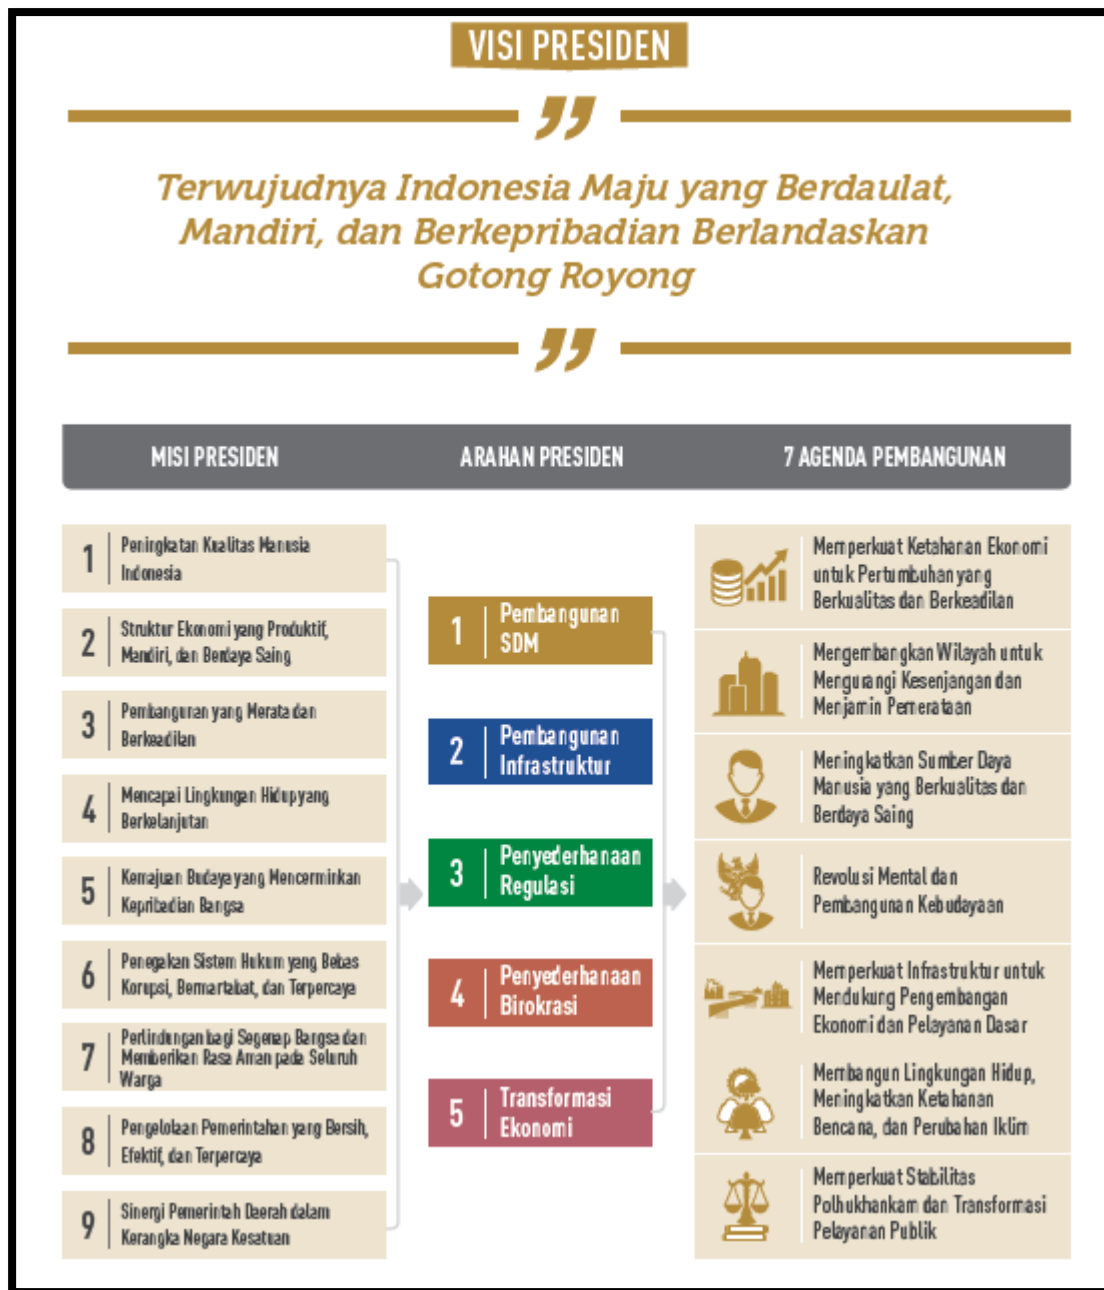 VISI PRESIDEN
”
Terwujudnya Indonesia Maju yang Berdaulat,
Mandiri, dan Berkepribadian Berlandaskan
Gotong Royong
”
MISI PRESIDEN
ARAHAN PRESIDEN
7 AGENDA PEMBANGUNAN
1
Peningkatan Kualitas Manusia
Indonesia
2
Struktur Ekonomi yang Produktif,
Mandiri, dan Berdaya Saing
3
Pembangunan yang Merata dan
Berkeadilan
4
Mencapai Lingkungan Hidup yang
Berkelanjutan
5
Kemajuan Budaya yang Mencerminkan
Kepribadian Bangsa
6
Penegakan Sistem Hukum yang Bebas
Korupsi, Bermartabat, dan Terpercaya
7
Perlindungan bagi Segenap Bangsa dan
Memberikan Rasa Aman pada Seluruh
Warga
8
Pengelolaan Pemerintahan yang Bersih,
Efektif, dan Terpercaya
9
Sinergi Pemerintah Daerah dalam
Kerangka Negara Kesatuan
1
Pembangunan
SDM
2
Pembangunan
Infrastruktur
3
Penyederhanaan
Regulasi
4
Penyederhanaan
Birokrasi
5
Transformasi
Ekonomi
Memperkuat Ketahanan Ekonomi
untuk Pertumbuhan yang
Berkualitas dan Berkeadilan
Mengembangkan Wilayah untuk
Mengurangi Kesenjangan dan
Menjamin Pemerataan
Meningkatkan Sumber Daya
Manusia yang Berkualitas dan
Berdaya Saing
Revolusi Mental dan
Pembangunan Kebudayaan
Memperkuat Infrastruktur untuk
Mendukung Pengembangan
Ekonomi dan Pelayanan Dasar
Membangun Lingkungan Hidup,
Meningkatkan Ketahanan
Bencana, dan Perubahan Iklim
Memperkuat Stabilitas
Polhukhankam dan Transformasi
Pelayanan Publik